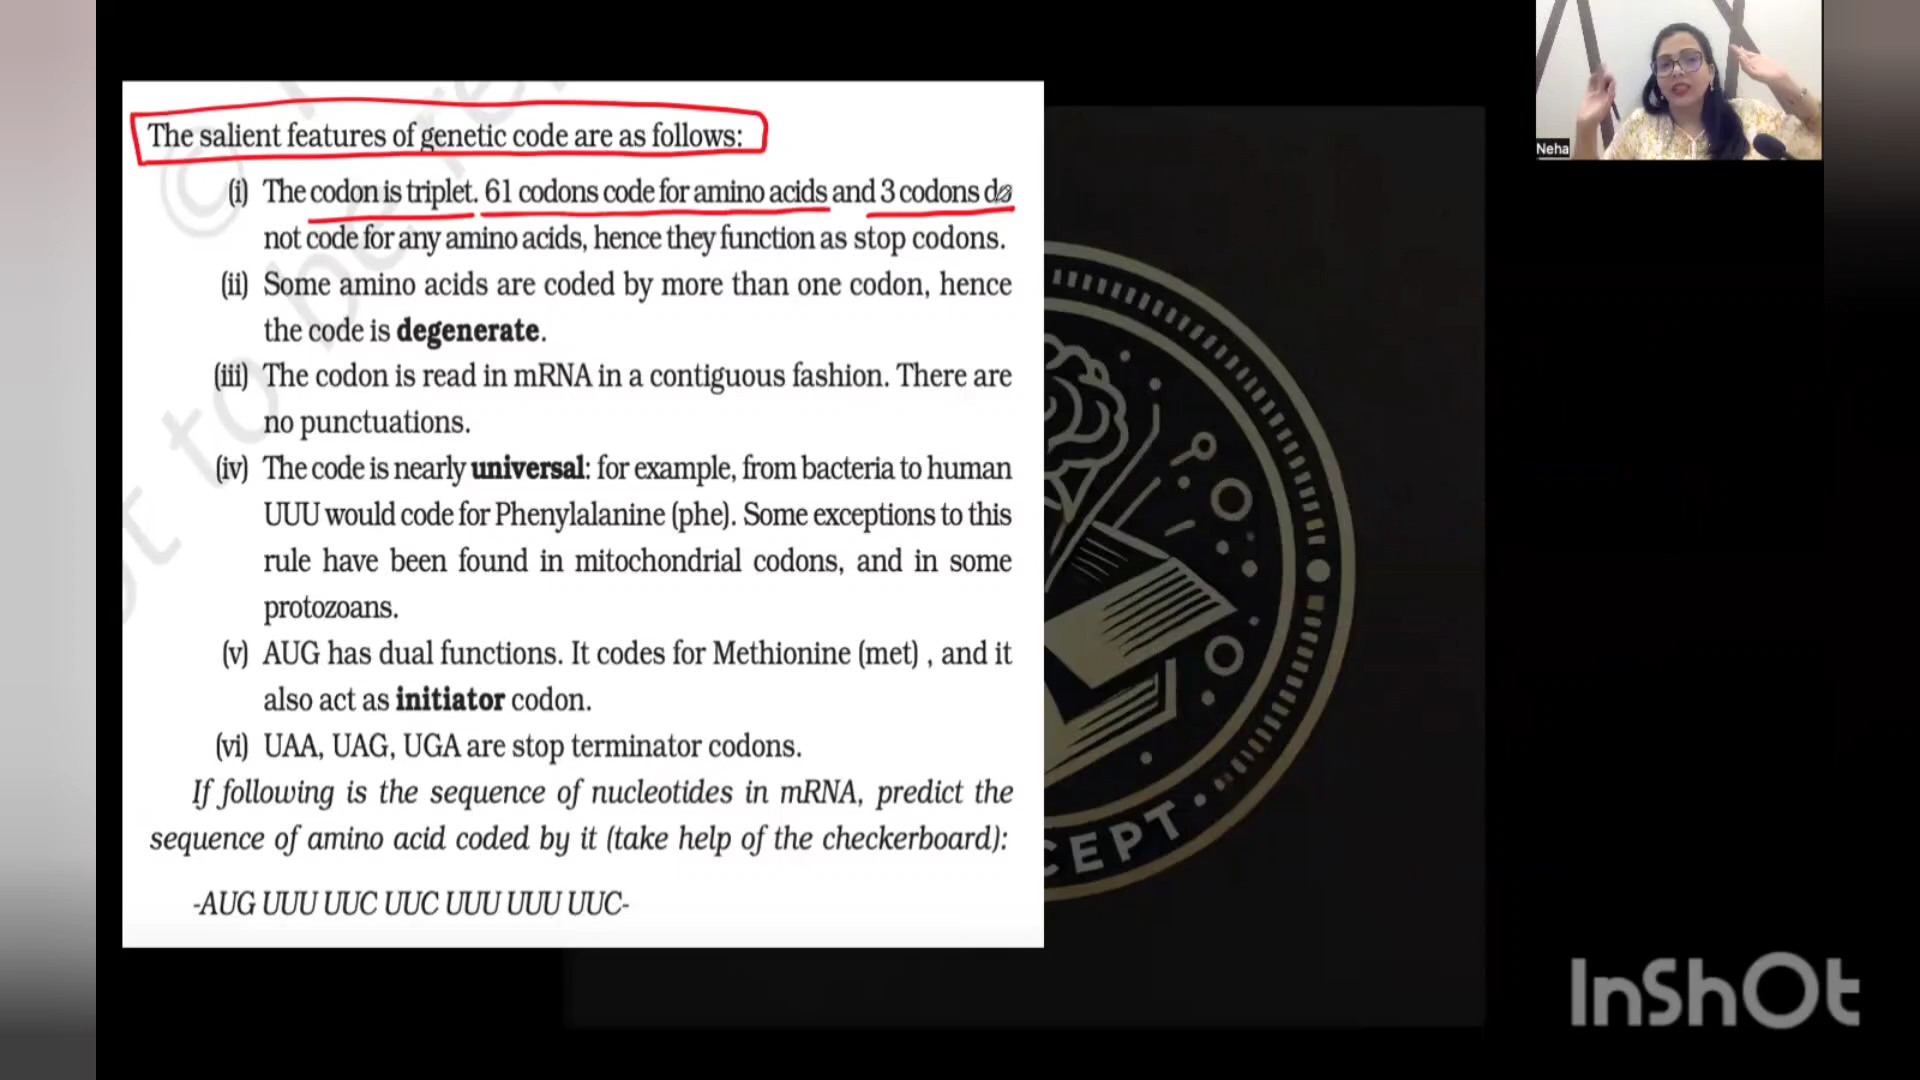 The salient features of genetic code are as follows:
(i) The codon is triplet. 61 codons code for amino acids and 3 codons do
not code for any amino acids, hence they function as stop codons.
(ii) Some amino acids are coded by more than one codon, hence
the code is degenerate.
(iii) The codon is read in mRNA in a contiguous fashion. There are
no punctuations.
(iv) The code is nearly universal: for example, from bacteria to human
UUU would code for Phenylalanine (phe). Some exceptions to this
rule have been found in mitochondrial codons, and in some
protozoans.
(v) AUG has dual functions. It codes for Methionine (met) , and it
also act as initiator codon.
(vi) UAA, UAG, UGA are stop terminator codons.
If following is the sequence of nucleotides in mRNA, predict the
sequence of amino acid coded by it (take help of the checkerboard):
-AUG UUU UUC UUC UUU UUU UUC-
Neha
CEPT
InShOt